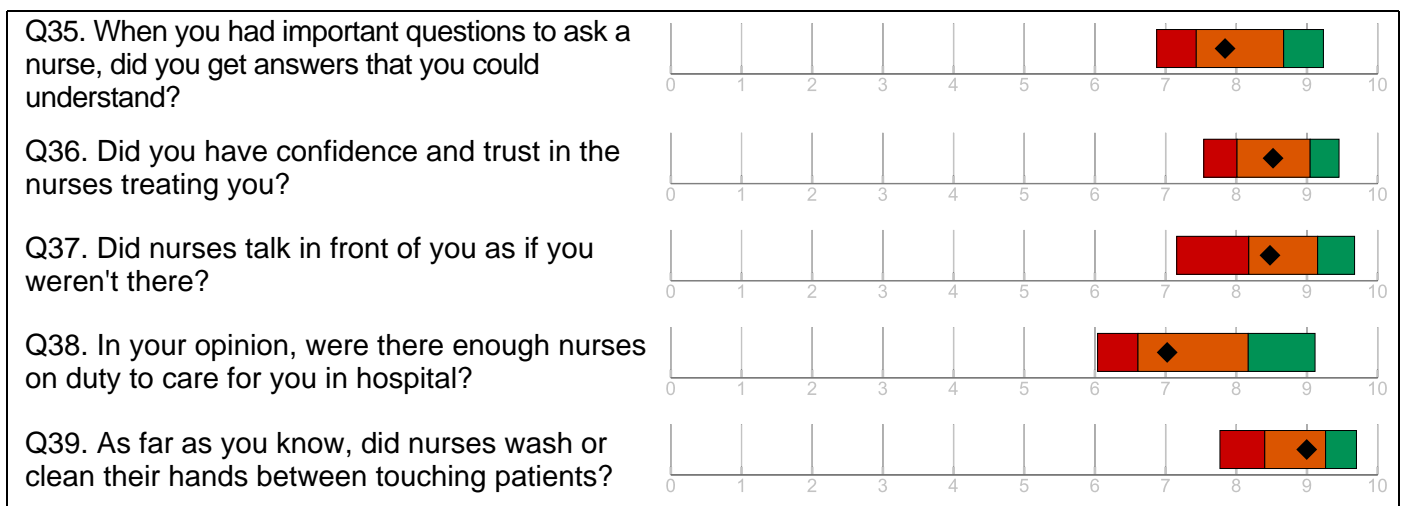 Q35. When you had important questions to ask a
nurse, did you get answers that you could
understand?
0 1 2 3 4 5 6 7 8 9 10
Q36. Did you have confidence and trust in the
nurses treating you?
0 1 2 3 4 5 6 7 8 9 10
Q37. Did nurses talk in front of you as if you
weren't there?
0 1 2 3 4 5 6 7 8 9 10
Q38. In your opinion, were there enough nurses
on duty to care for you in hospital?
0 1 2 3 4 5 6 7 8 9 10
Q39. As far as you know, did nurses wash or
clean their hands between touching patients?
0 1 2 3 4 5 6 7 8 9 10